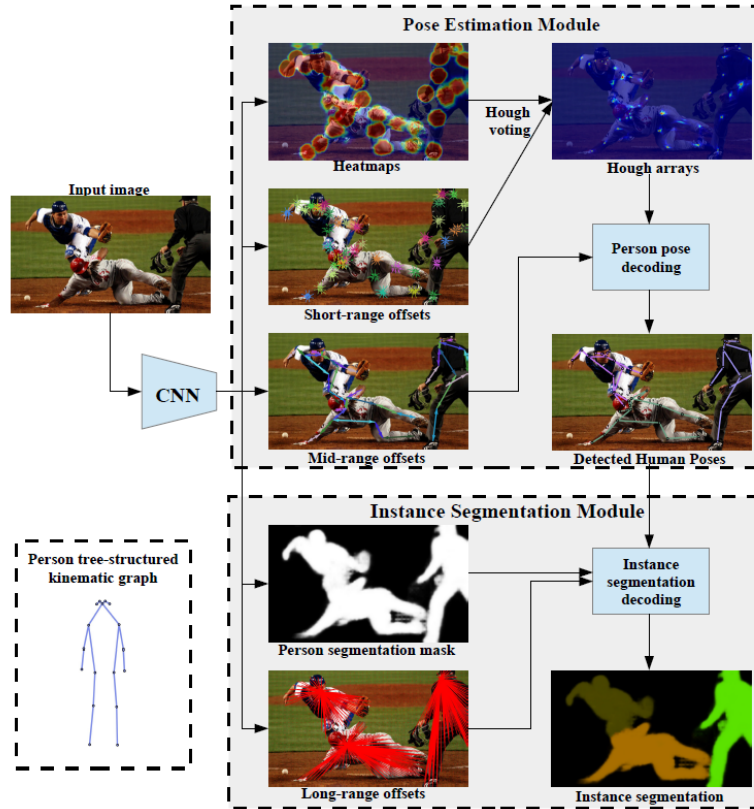 Pose Estimation Module
Heatmaps
Hough
voting
Hough arrays
Input image
Short-range offsets
Person pose
decoding
CNN
Mid-range offsets
Detected Human Poses
Instance Segmentation Module
Person tree-structured
kinematic graph
Person segmentation mask
Instance
segmentation
decoding
Long-range offsets
Instance segmentation